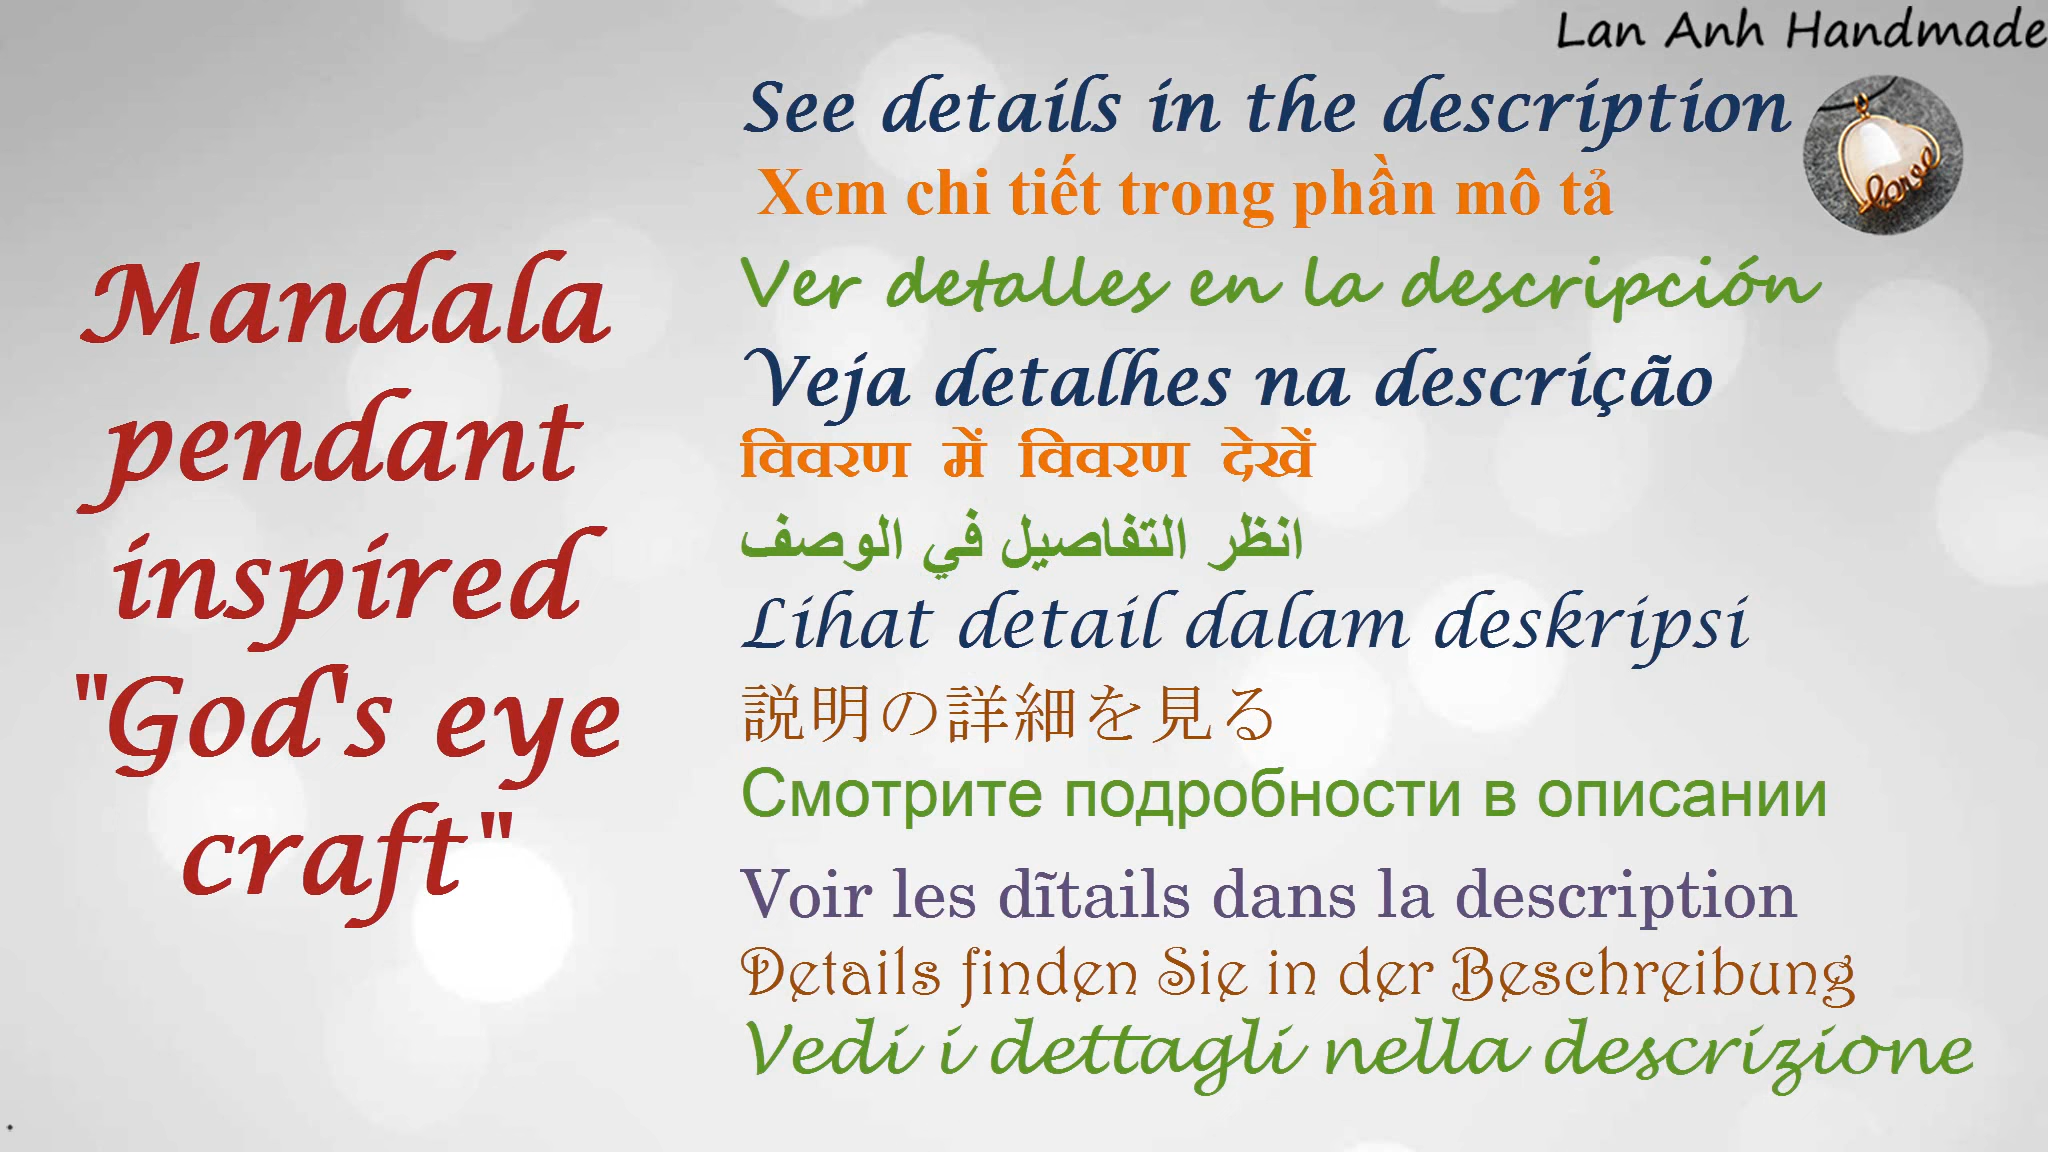 Lan Anh Handmade
Mandala
pendant
inspired
"God's eye
craft"
See details in the description
Xem chi tiết trong phần mô tả
Ver detalles en la descripción
Veja detalhes na descrição
विवरण में विवरण देखें
انظر التفاصيل في الوصف
Lihat detail dalam deskripsi
説明の詳細を見る
Смотрите подробности в описании
Voir les dĩtails dans la description
Details finden Sie in der Beschreibung
Vedi i dettagli nella descrizione
love